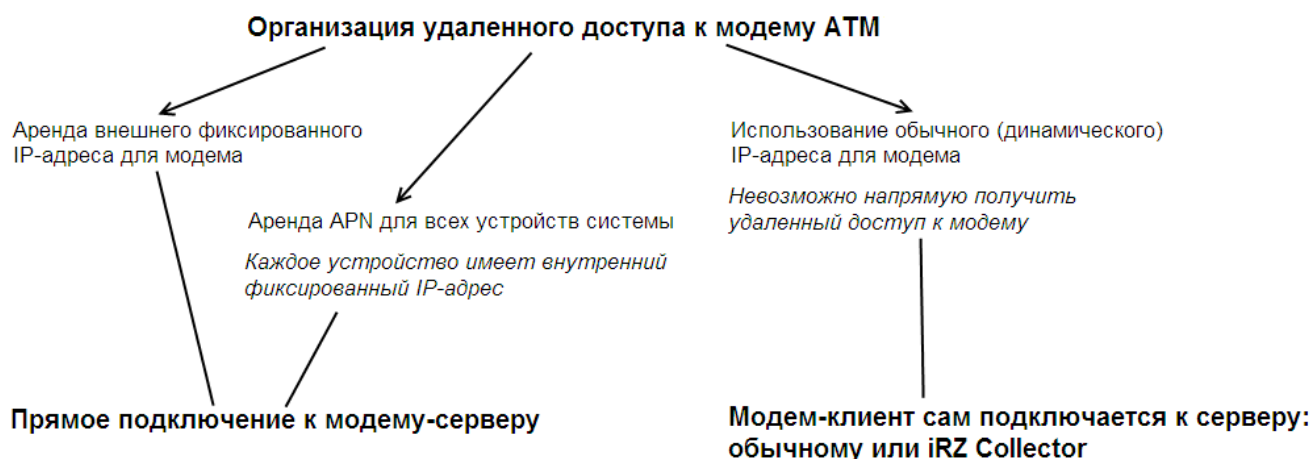 Организация удаленного доступа к модему ATM
Аренда внешнего фиксированного
IP-адреса для модема
Аренда APN для всех устройств системы
Каждое устройство имеет внутренний
фиксированный IP-адрес
Прямое подключение к модему-серверу
Использование обычного (динамического)
IP-адреса для модема
Невозможно напрямую получить
удаленный доступ к модему
Модем-клиент сам подключается к серверу:
обычному или iRZ Collector